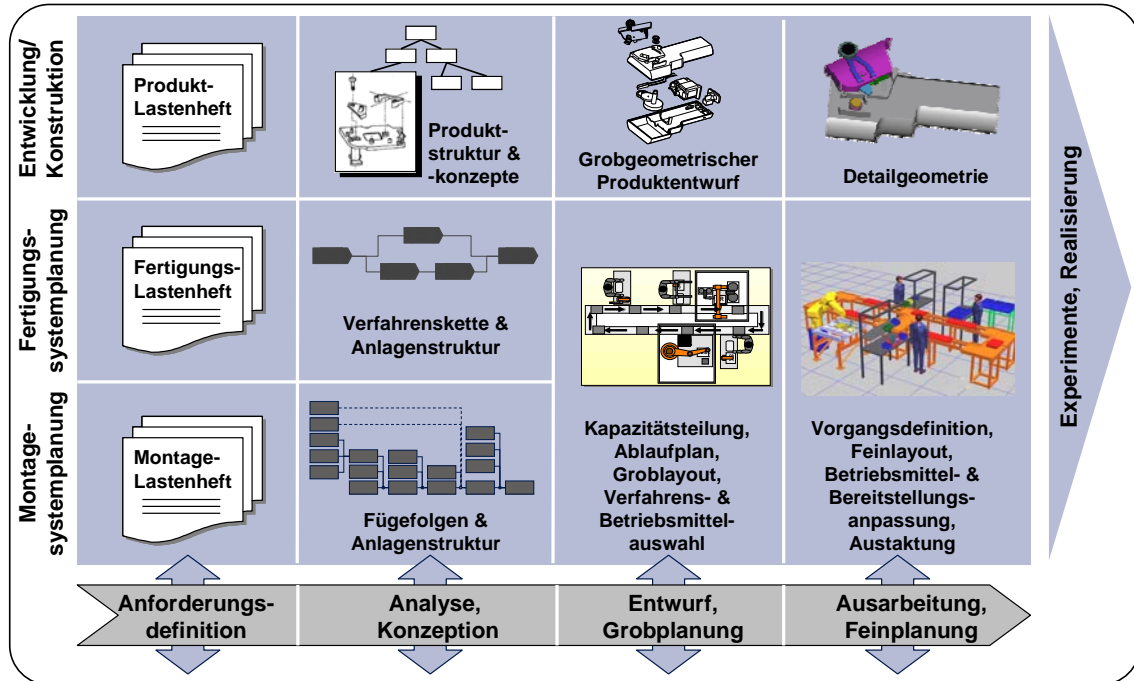 Entwicklung/
Konstruktion
Produkt-
Lastenheft
Produkt-
struktur &
-konzepte
Grobgeometrischer
Produktentwurf
Detailgeometrie
Fertigungs-
systemplanung
Fertigungs-
Lastenheft
Verfahrenskette &
Anlagenstruktur
Montage-
systemplanung
Montage-
Lastenheft
Fügefolgen &
Anlagenstruktur
Kapazitätsteilung,
Ablaufplan,
Groblayout,
Verfahrens- &
Betriebsmittel-
auswahl
Vorgangsdefinition,
Feinlayout,
Betriebsmittel- &
Bereitstellungs-
anpassung,
Austaktung
Experimente, Realisierung
Anforderungs-
definition
Analyse,
Konzeption
Entwurf,
Grobplanung
Ausarbeitung,
Feinplanung